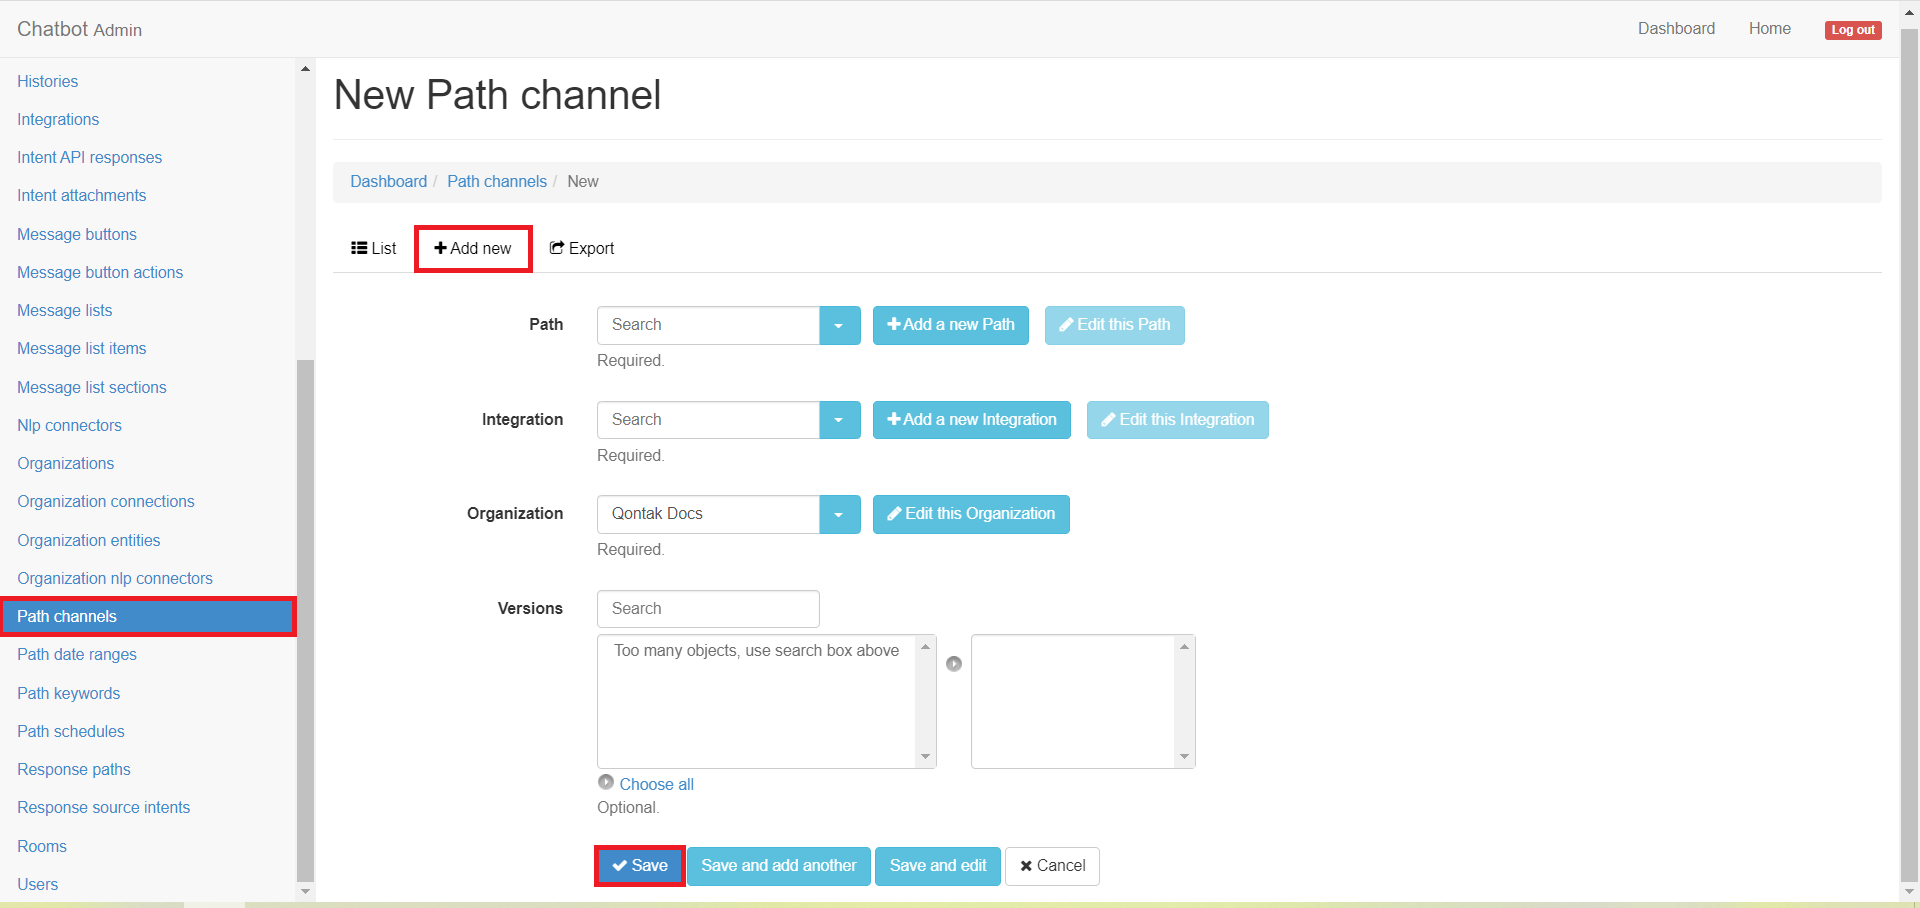 Chatbot Admin
Dashboard
Home
Log out
Histories
Integrations
Intent API responses
Intent attachments
Message buttons
Message button actions
Message lists
Message list items
Message list sections
Nlp connectors
Organizations
Organization connections
Organization entities
Organization nlp connectors
Path channels
Path date ranges
Path keywords
Path schedules
Response paths
Response source intents
Rooms
Users
New Path channel
Dashboard / Path channels / New
List
Add new
Export
Path
Search
Add a new Path
Edit this Path
Required.
Integration
Search
Add a new Integration
Edit this Integration
Required.
Organization
Qontak Docs
Edit this Organization
Required.
Versions
Search
Too many objects, use search box above
Choose all
Optional.
Save
Save and add another
Save and edit
Cancel